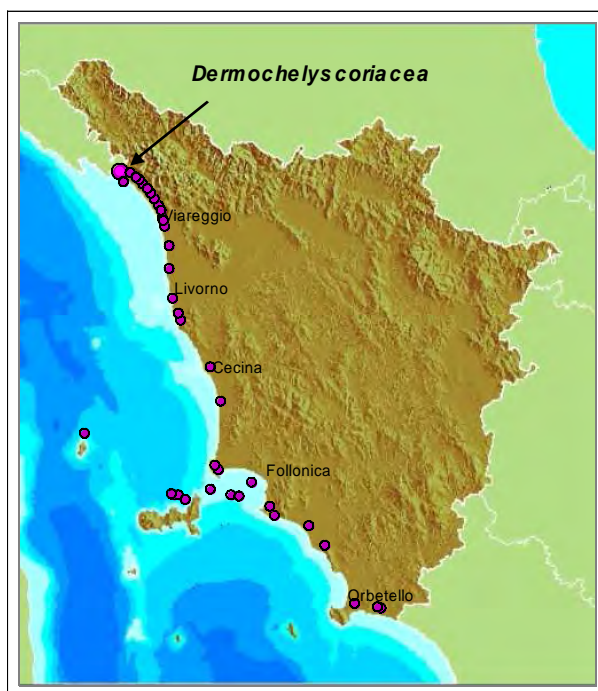 Dermochelys coriacea
Viareggio
Livorno
Cecina
Follonica
Orbetello